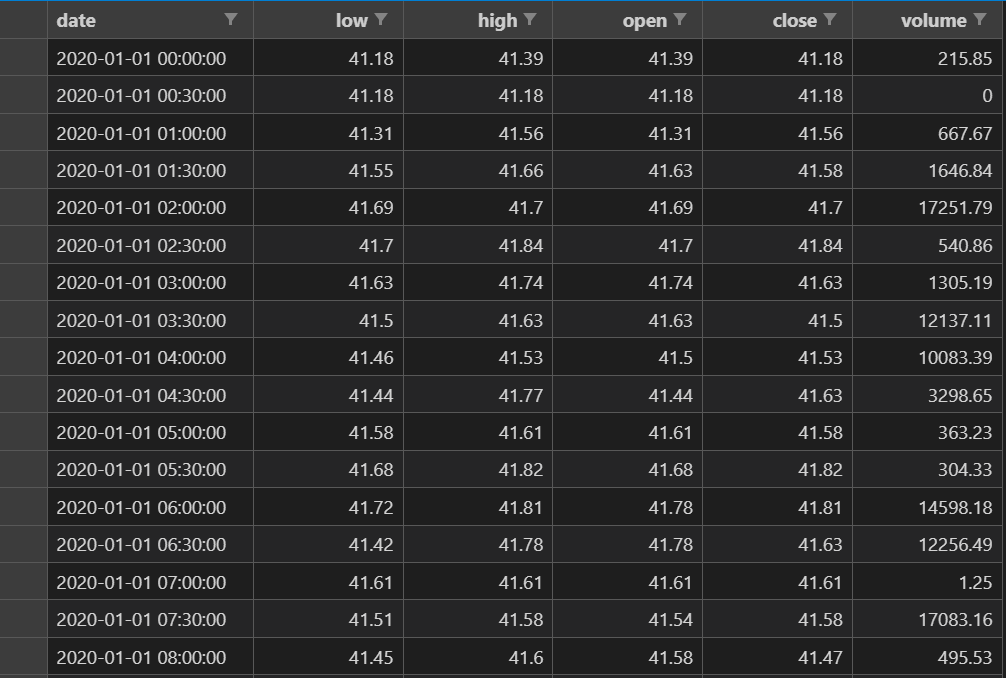 date low high open close volume
2020-01-01 00:00:00 41.18 41.39 41.39 41.18 215.85
2020-01-01 00:30:00 41.18 41.18 41.18 41.18 0
2020-01-01 01:00:00 41.31 41.56 41.31 41.56 667.67
2020-01-01 01:30:00 41.55 41.66 41.63 41.58 1646.84
2020-01-01 02:00:00 41.69 41.7 41.69 41.7 17251.79
2020-01-01 02:30:00 41.7 41.84 41.7 41.84 540.86
2020-01-01 03:00:00 41.63 41.74 41.74 41.63 1305.19
2020-01-01 03:30:00 41.5 41.63 41.63 41.5 12137.11
2020-01-01 04:00:00 41.46 41.53 41.5 41.53 10083.39
2020-01-01 04:30:00 41.44 41.77 41.44 41.63 3298.65
2020-01-01 05:00:00 41.58 41.61 41.61 41.58 363.23
2020-01-01 05:30:00 41.68 41.82 41.68 41.82 304.33
2020-01-01 06:00:00 41.72 41.81 41.78 41.81 14598.18
2020-01-01 06:30:00 41.42 41.78 41.78 41.63 12256.49
2020-01-01 07:00:00 41.61 41.61 41.61 41.61 1.25
2020-01-01 07:30:00 41.51 41.58 41.54 41.58 17083.16
2020-01-01 08:00:00 41.45 41.6 41.58 41.47 495.53